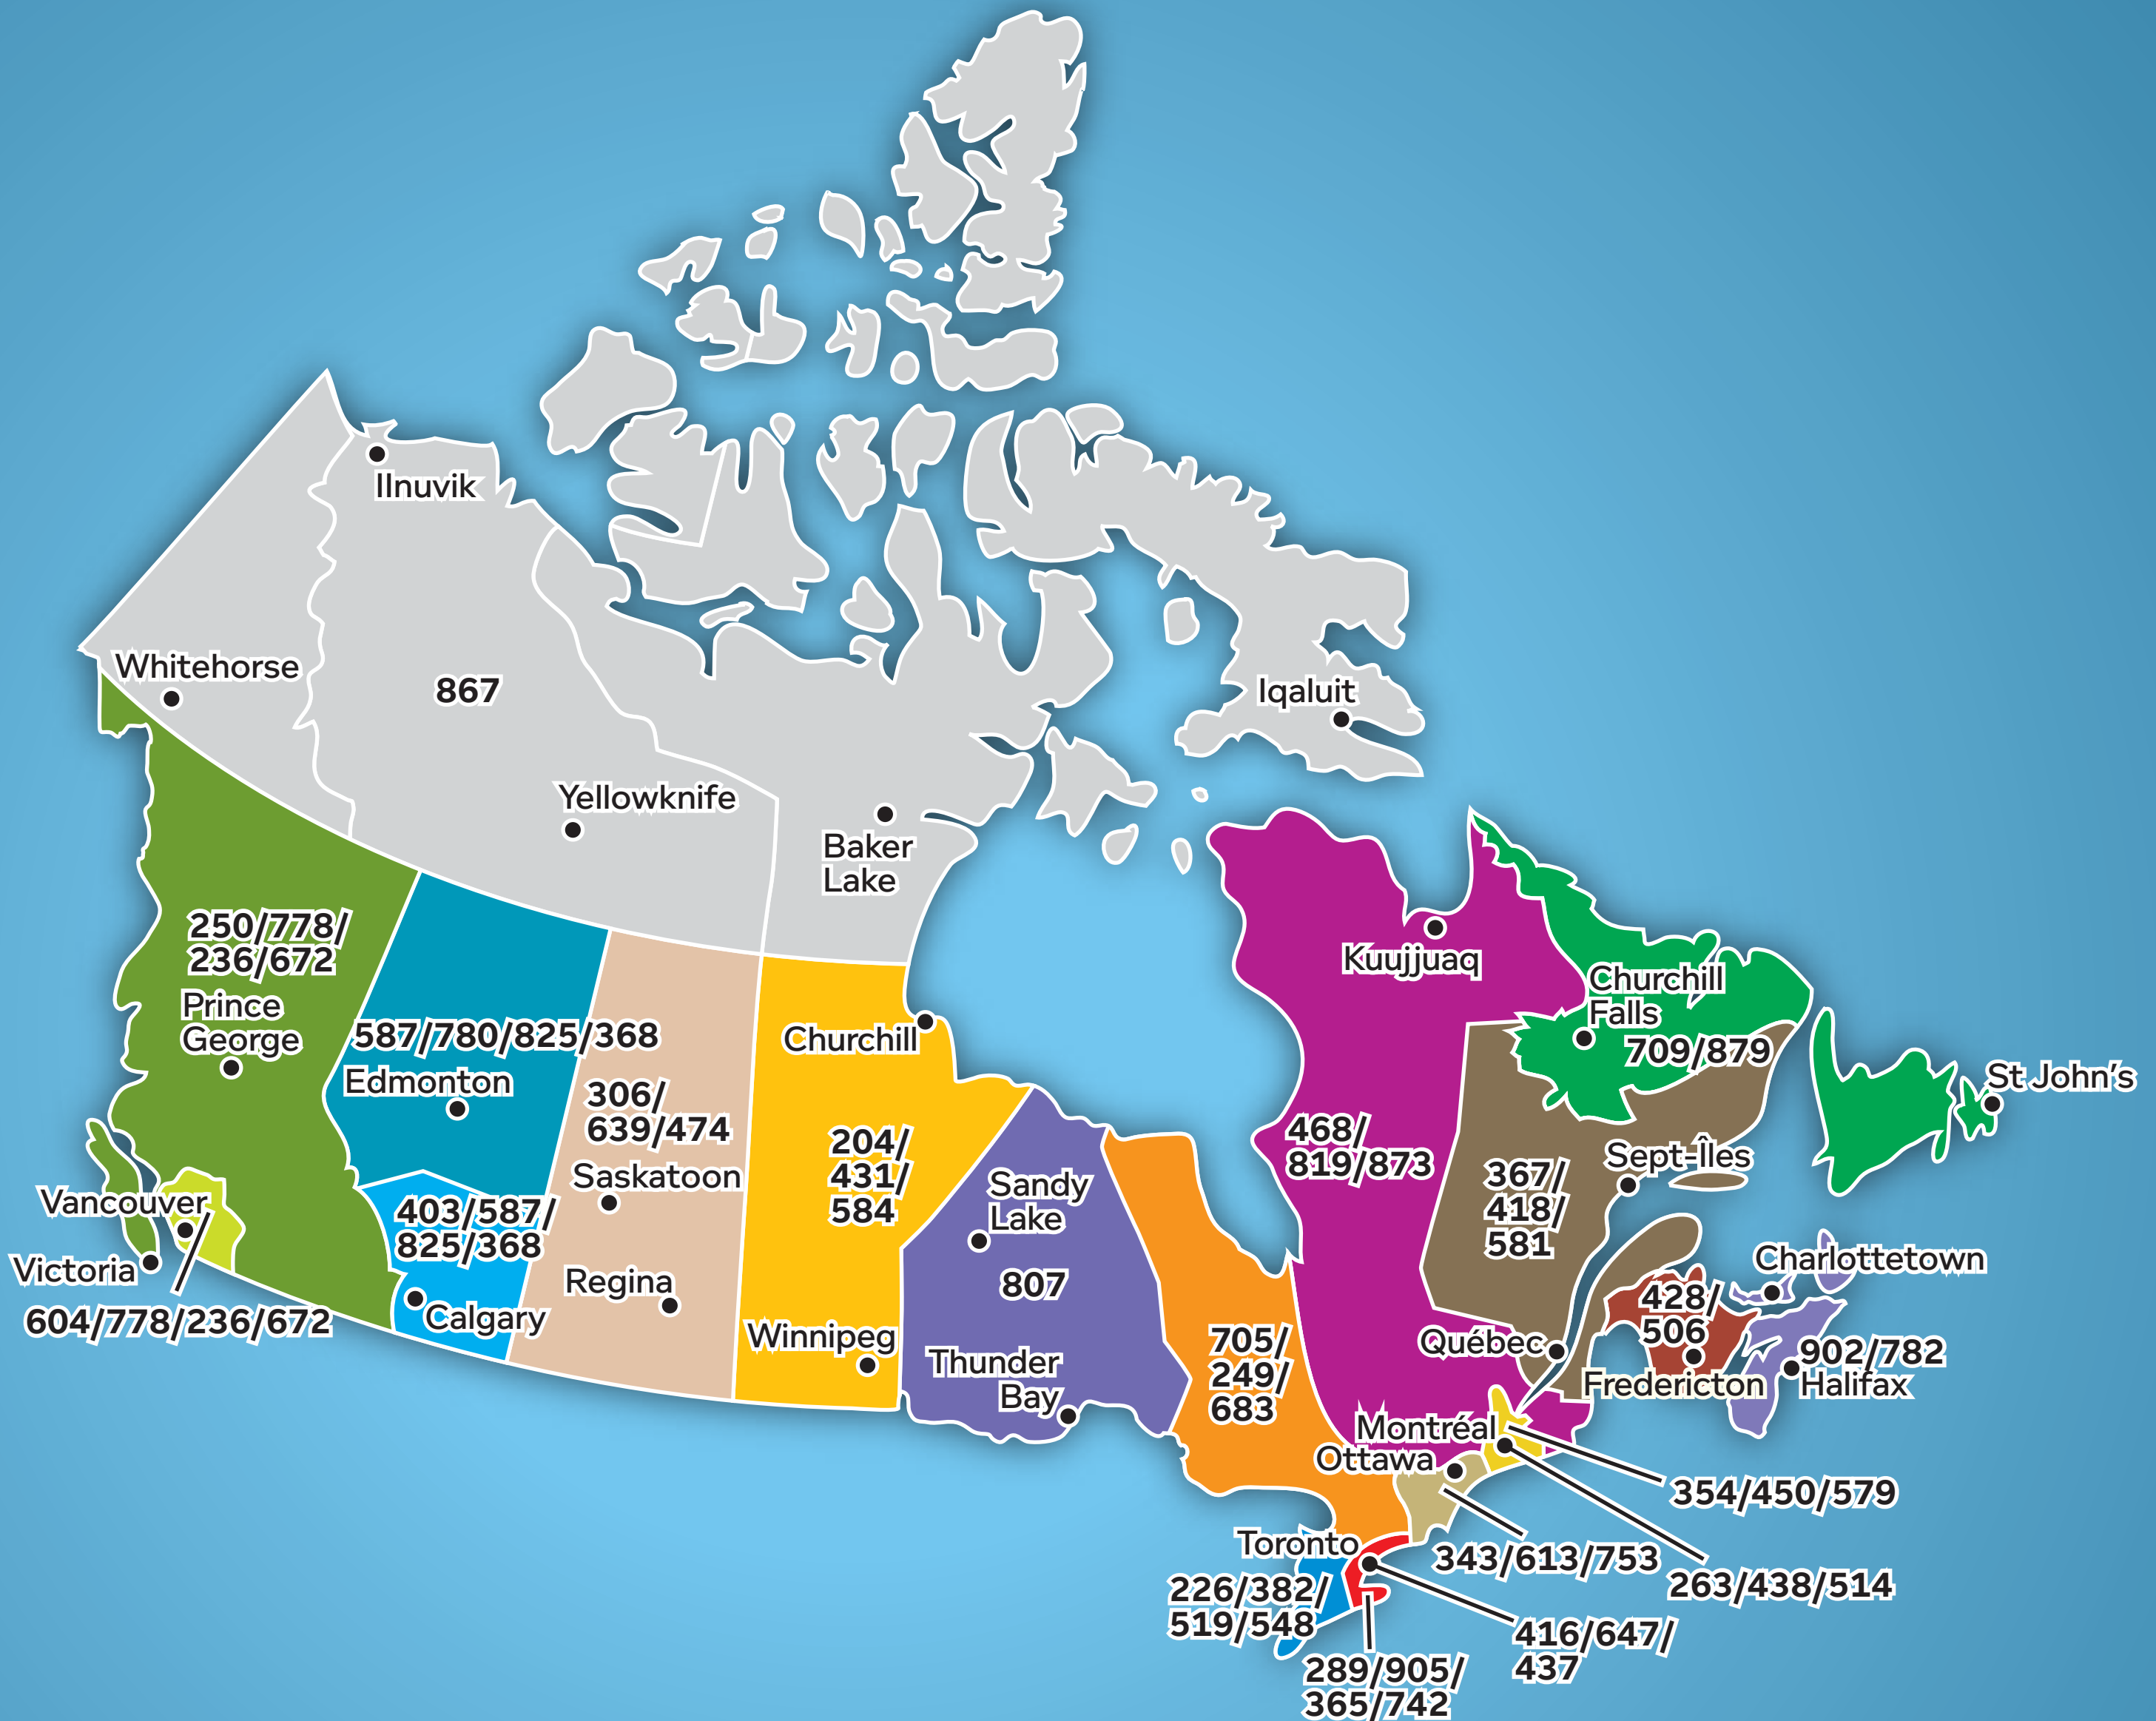 Ilnuvik
Whitehorse
867
Iqaluit
Yellowknife
Baker
Lake
250/778/
236/672
Prince
George
Kuujjuaq
Churchill
Falls
709/879
587/780/825/368
Edmonton
Churchill
St John’s
306/
639/474
Saskatoon
204/
431/
584
468/
819/873
367/
418/
581
Sept-Îles
Sandy
Lake
Vancouver
403/587/
825/368
Victoria
604/778/236/672
Calgary
Regina
Winnipeg
807
Thunder
Bay
705/
249/
683
Charlottetown
428/
506
Québec
Fredericton
902/782
Halifax
Montréal
Ottawa
354/450/579
343/613/753
263/438/514
Toronto
226/382/
519/548
416/647/
437
289/905/
365/742